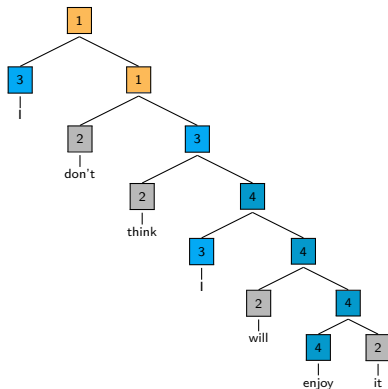 1
3 1
I 2 3
don't 2 4
think 3 4
I 2 4
will 4 2
enjoy it